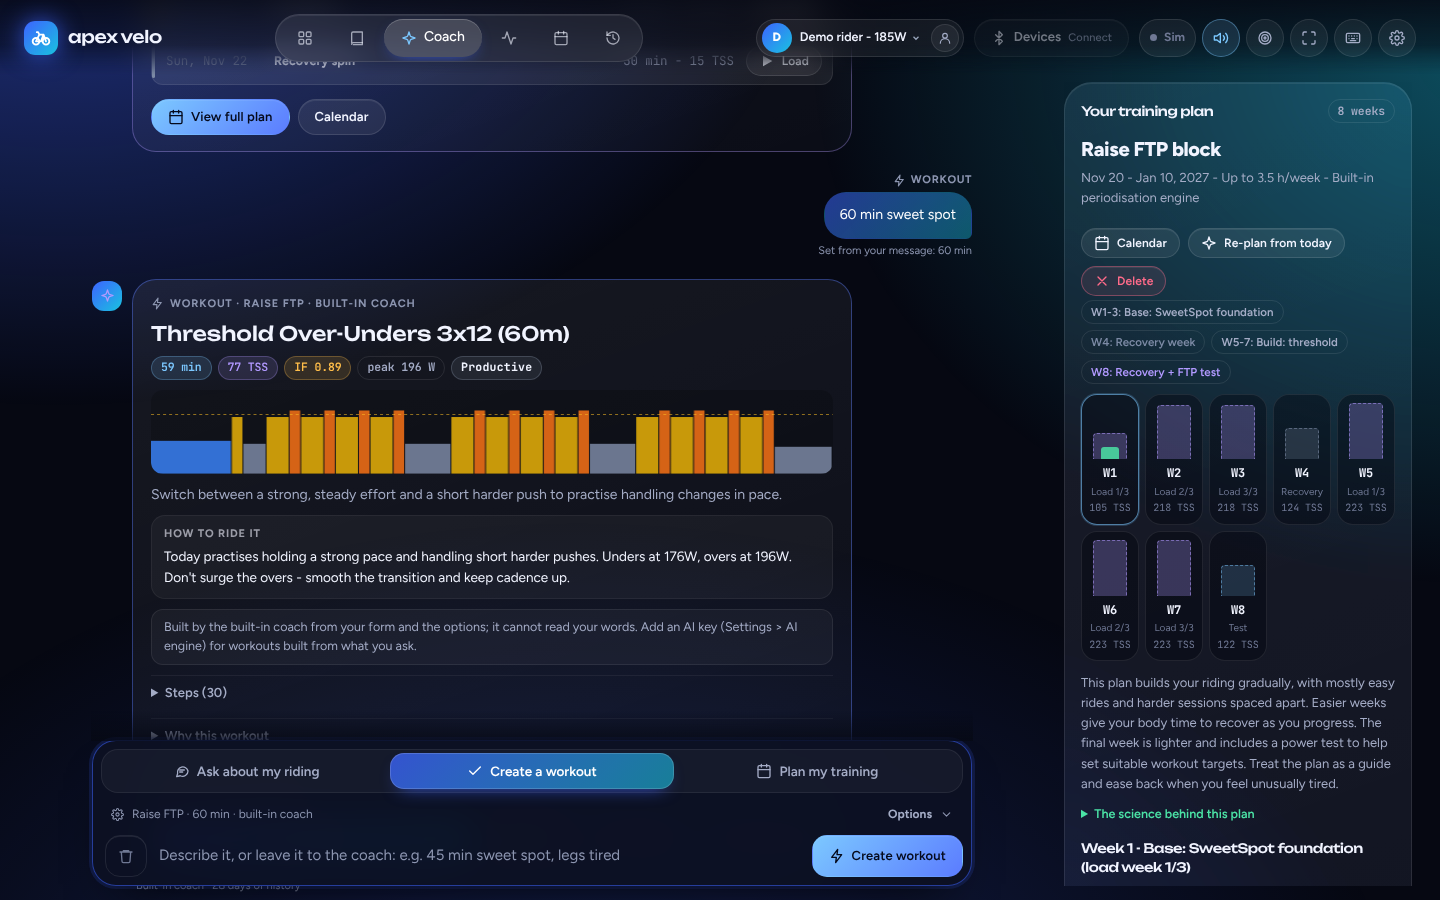 apex velo
Coach
D
Demo rider - 185W
Devices Connect
Sim
Sun, Nov 22 Recovery spin 30 min - 15 TSS Load
View full plan
Calendar
WORKOUT
60 min sweet spot
Set from your message: 60 min
WORKOUT · RAISE FTP · BUILT-IN COACH
Threshold Over-Unders 3x12 (60m)
59 min
77 TSS
IF 0.89
peak 196 W
Productive
Switch between a strong, steady effort and a short harder push to practise handling changes in pace.
HOW TO RIDE IT
Today practises holding a strong pace and handling short harder pushes. Unders at 176W, overs at 196W.
Don't surge the overs - smooth the transition and keep cadence up.
Built by the built-in coach from your form and the options; it cannot read your words. Add an AI key (Settings > AI
engine) for workouts built from what you ask.
Steps (30)
Why this workout
Ask about my riding
Create a workout
Plan my training
Raise FTP · 60 min · built-in coach
Options
Describe it, or leave it to the coach: e.g. 45 min sweet spot, legs tired
Create workout
Built-in coach · 28 days of history
Your training plan
8 weeks
Raise FTP block
Nov 20 - Jan 10, 2027 - Up to 3.5 h/week - Built-in
periodisation engine
Calendar
Re-plan from today
Delete
W1-3: Base: SweetSpot foundation
W4: Recovery week
W5-7: Build: threshold
W8: Recovery + FTP test
W1 W2 W3 W4 W5
Load 1/3 Load 2/3 Load 3/3 Recovery Load 1/3
105 TSS 218 TSS 218 TSS 124 TSS 223 TSS
W6 W7 W8
Load 2/3 Load 3/3 Test
223 TSS 223 TSS 122 TSS
This plan builds your riding gradually, with mostly easy
rides and harder sessions spaced apart. Easier weeks
give your body time to recover as you progress. The
final week is lighter and includes a power test to help
set suitable workout targets. Treat the plan as a guide
and ease back when you feel unusually tired.
The science behind this plan
Week 1 - Base: SweetSpot foundation
(load week 1/3)